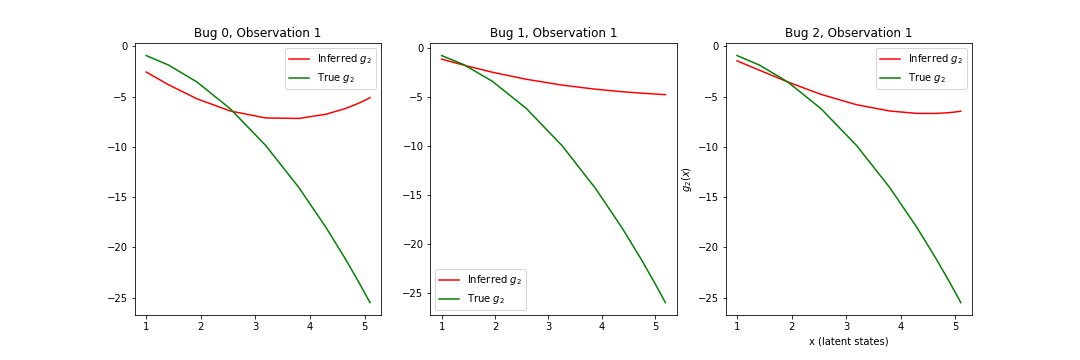 Bug 0, Observation 1
0
−5
−10
−15
−20
−25
1 2 3 4 5
Inferred g₂
True g₂
Bug 1, Observation 1
0
−5
−10
−15
−20
−25
1 2 3 4 5
Inferred g₂
True g₂
Bug 2, Observation 1
g₂(x)
0
−5
−10
−15
−20
−25
1 2 3 4 5
x (latent states)
Inferred g₂
True g₂